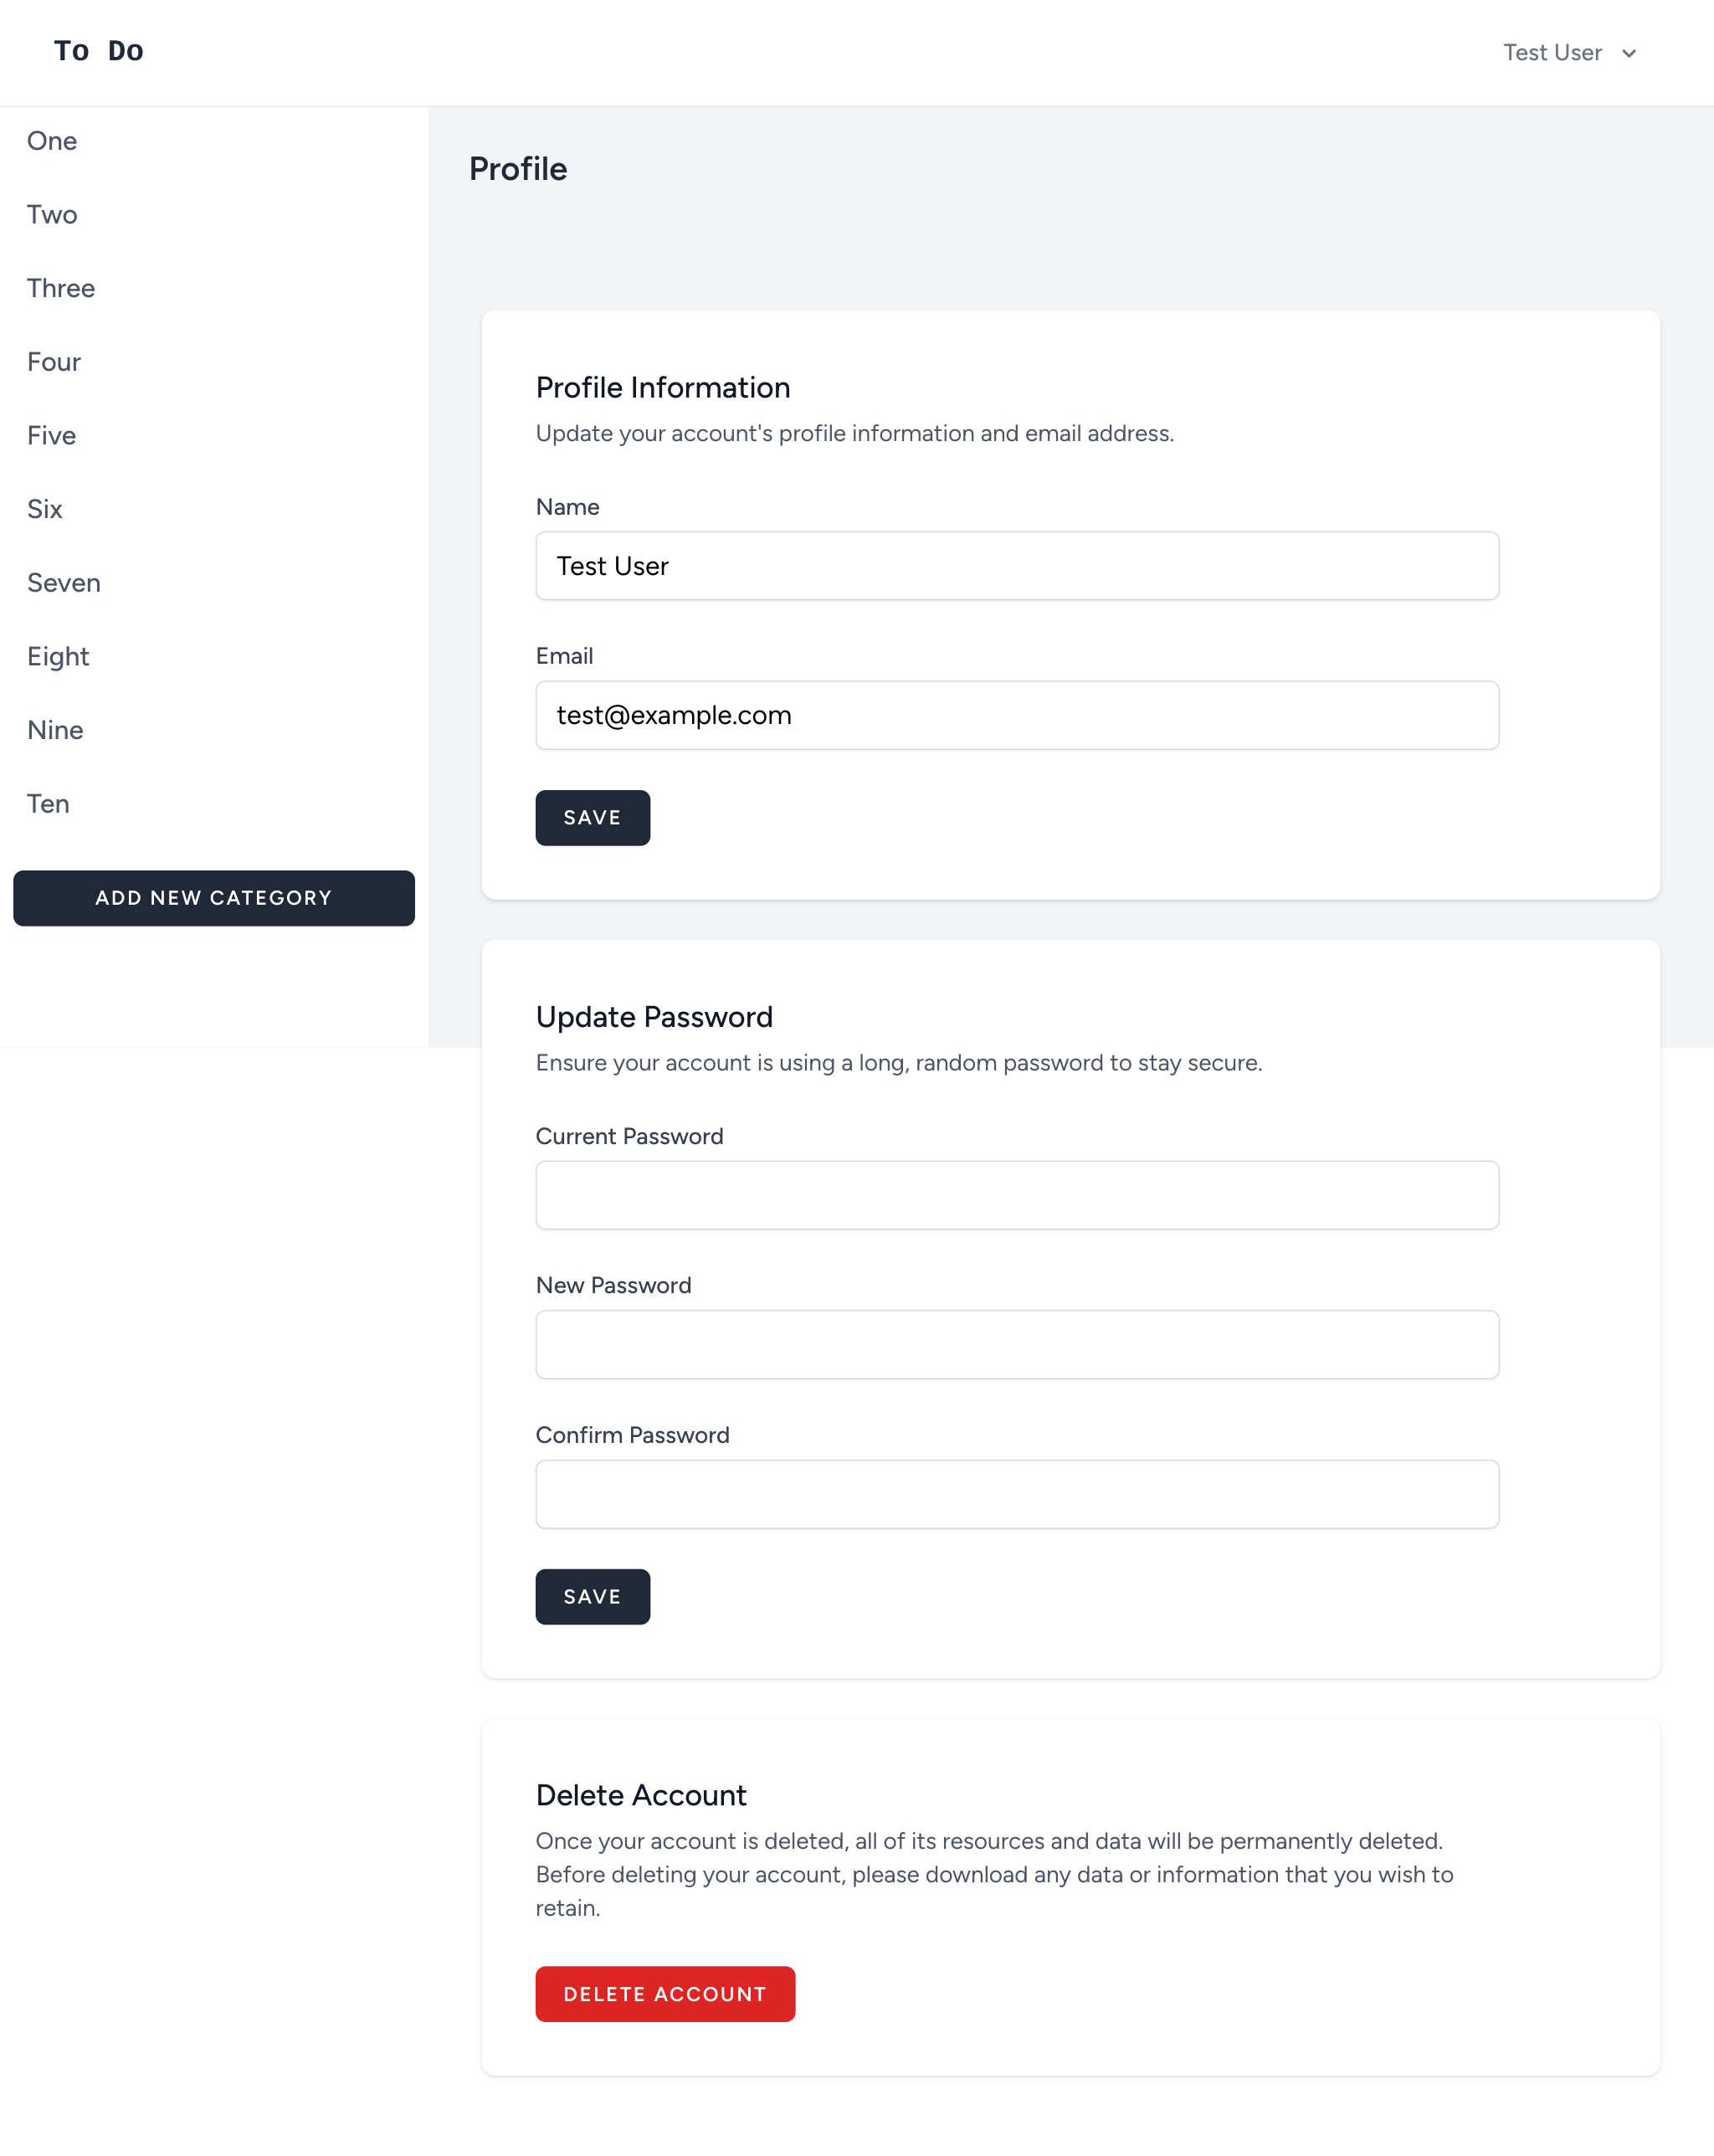 To Do
Test User
One
Two
Three
Four
Five
Six
Seven
Eight
Nine
Ten
ADD NEW CATEGORY
Profile
Profile Information
Update your account's profile information and email address.
Name
Test User
Email
test@example.com
SAVE
Update Password
Ensure your account is using a long, random password to stay secure.
Current Password
New Password
Confirm Password
SAVE
Delete Account
Once your account is deleted, all of its resources and data will be permanently deleted.
Before deleting your account, please download any data or information that you wish to
retain.
DELETE ACCOUNT